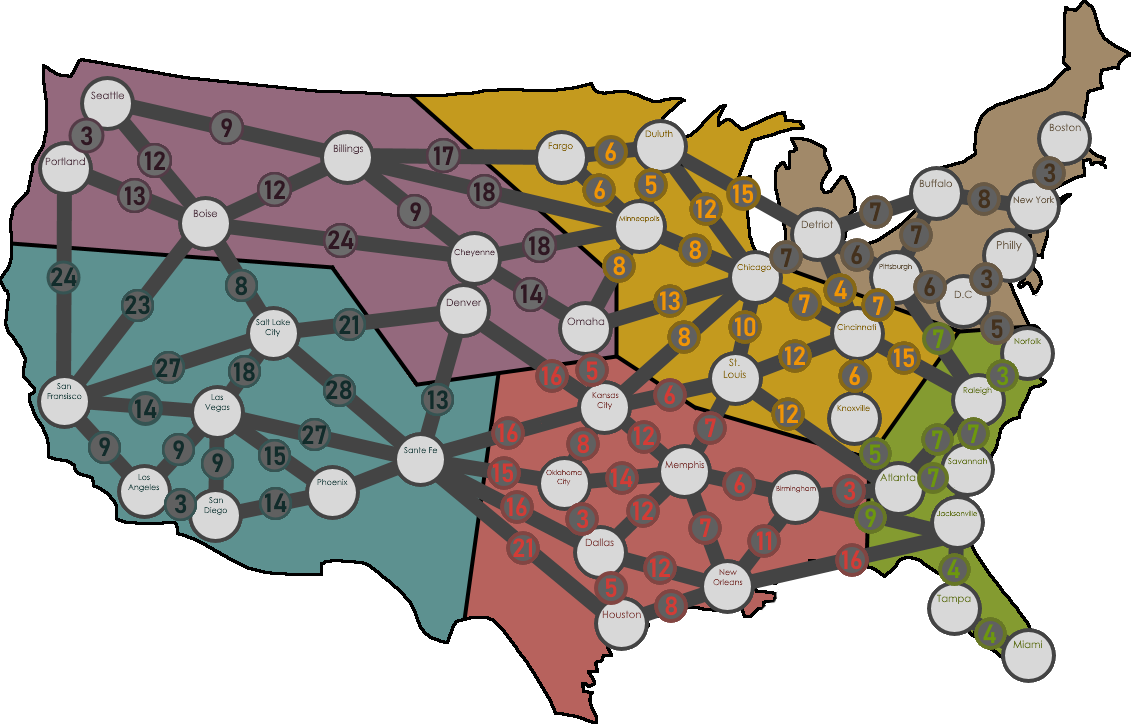 Seattle
3
9
Portland
12
13
Billings
17
12
18
9
Boise
24
Cheyenne
18
14
Fargo
6
Duluth
6
5
12
15
Minneapolis
8
8
Omaha
13
Chicago
7
Detriot
7
Buffalo
8
Boston
3
New York
7
6
Pittsburgh
6
Philly
3
D.C
5
Norfolk
24
23
8
Salt Lake
City
21
Denver
27
18
28
13
16
5
8
10
7
4
7
Cincinnati
15
12
6
7
3
Raleigh
San
Fransisco
14
Las
Vegas
27
9
9
9
15
Los
Angeles
3
San
Diego
14
Phoenix
Santa Fe
16
15
16
21
Kansas
City
6
St.
Louis
12
Knoxville
8
12
7
Oklahoma
City
14
Memphis
6
Birmingham
3
5
Atlanta
7
7
7
Savannah
3
12
7
11
9
Jacksonville
Dallas
12
5
Houston
8
New
Orleans
16
4
Tampa
4
Miami